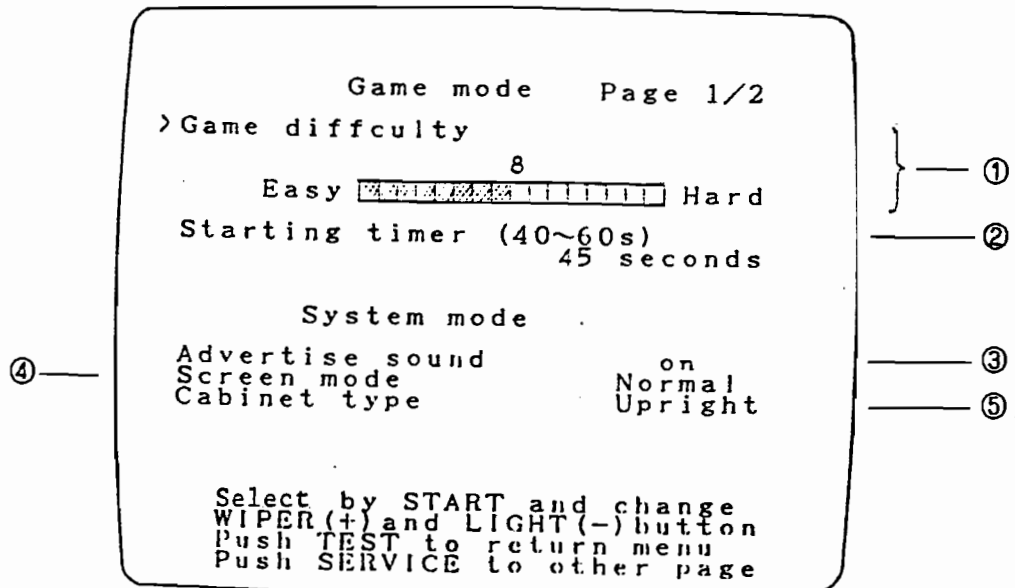 Game mode Page 1/2
>Game diffculty
8
①
Easy Hard
Starting timer (40~60s)
②
45 seconds
System mode
Advertise sound on
③
④
Screen mode Normal
Cabinet type Upright
⑤
Select by START and change
WIPER(+)and LIGHT(-)button
Push TEST to return menu
Push SERVICE to other page